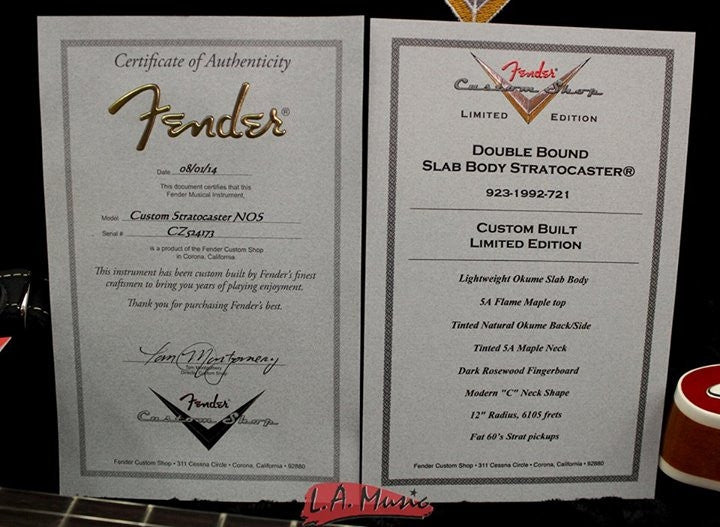 Certificate of Authenticity
Fender®
Date 08/01/14
This document certifies that this
Fender Musical Instrument,
Model Custom Stratocaster NOS
Serial # CZ524173
is a product of the Fender Custom Shop
in Corona, California.
This instrument has been custom built by Fender's finest
craftsmen to bring you years of playing enjoyment.
Thank you for purchasing Fender's best.
Tom Montgomery
Tom Montgomery
Director Custom Shop
Fender
Custom Shop
Fender Custom Shop • 311 Cessna Circle • Corona, California • 92880
Fender
Custom Shop
LIMITED EDITION
DOUBLE BOUND
SLAB BODY STRATOCASTER®
923-1992-721
CUSTOM BUILT
LIMITED EDITION
Lightweight Okume Slab Body
5A Flame Maple top
Tinted Natural Okume Back/Side
Tinted 5A Maple Neck
Dark Rosewood Fingerboard
Modern "C" Neck Shape
12" Radius, 6105 frets
Fat 60's Strat pickups
Fender Custom Shop • 311 Cessna Circle • Corona, California • 92880
L.A. Music